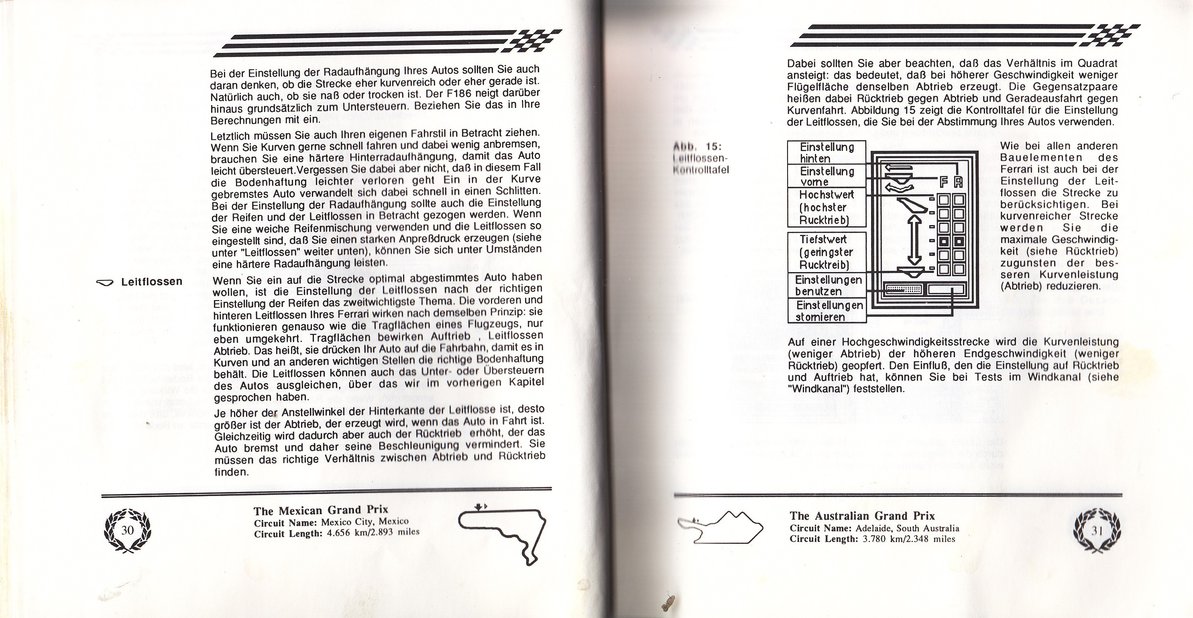 Bei der Einstellung der Radaufhängung Ihres Autos sollten Sie auch
daran denken, ob die Strecke eher kurvenreich oder eher gerade ist.
Natürlich auch, ob sie naß oder trocken ist. Der F186 neigt darüber
hinaus grundsätzlich zum Untersteuern. Beziehen Sie das in Ihre
Berechnungen mit ein.
Letztlich müssen Sie auch Ihren eigenen Fahrstil in Betracht ziehen.
Wenn Sie Kurven gerne schnell fahren und dabei wenig anbremsen,
brauchen Sie eine härtere Hinterradaufhängung, damit das Auto
leicht übersteuert.Vergessen Sie dabei aber nicht, daß in diesem Fall
die Bodenhaftung leichter verloren geht Ein in der Kurve
gebremstes Auto verwandelt sich dabei schnell in einen Schlitten.
Bei der Einstellung der Radaufhängung sollte auch die Einstellung
der Reifen und der Leitflossen in Betracht gezogen werden. Wenn
Sie eine weiche Reifenmischung verwenden und die Leitflossen so
eingestellt sind, daß Sie einen starken Anpreßdruck erzeugen (siehe
unter "Leitflossen" weiter unten), können Sie sich unter Umständen
eine härtere Radaufhängung leisten.
Leitflossen
Wenn Sie ein auf die Strecke optimal abgestimmtes Auto haben
wollen, ist die Einstellung der Leitflossen nach der richtigen
Einstellung der Reifen das zweitwichtigste Thema. Die vorderen und
hinteren Leitflossen Ihres Ferrari wirken nach demselben Prinzip: sie
funktionieren genauso wie die Tragflächen eines Flugzeugs, nur
eben umgekehrt. Tragflächen bewirken Auftrieb , Leitflossen
Abtrieb. Das heißt, sie drücken Ihr Auto auf die Fahrbahn, damit es in
Kurven und an anderen wichtigen Stellen die richtige Bodenhaftung
behält. Die Leitflossen können auch das Unter- oder Übersteuern
des Autos ausgleichen, über das wir im vorherigen Kapitel
gesprochen haben.
Je höher der Anstellwinkel der Hinterkante der Leitflosse ist, desto
größer ist der Abtrieb, der erzeugt wird, wenn das Auto in Fahrt ist.
Gleichzeitig wird dadurch aber auch der Rücktrieb erhöht, der das
Auto bremst und daher seine Beschleunigung vermindert. Sie
müssen das richtige Verhältnis zwischen Abtrieb und Rücktrieb
finden.
30
The Mexican Grand Prix
Circuit Name: Mexico City, Mexico
Circuit Length: 4.656 km/2.893 miles
Dabei sollten Sie aber beachten, daß das Verhältnis im Quadrat
ansteigt: das bedeutet, daß bei höherer Geschwindigkeit weniger
Flügelfläche denselben Abtrieb erzeugt. Die Gegensatzpaare
heißen dabei Rücktrieb gegen Abtrieb und Geradeausfahrt gegen
Kurvenfahrt. Abbildung 15 zeigt die Kontrolltafel für die Einstellung
der Leitflossen, die Sie bei der Abstimmung Ihres Autos verwenden.
Abb. 15:
Leitflossen-
Kontrolltafel
Einstellung
hinten
Einstellung
vorne
Hochstwert
(hochster
Rucktrieb)
Tiefstwert
(geringster
Rucktreib)
Einstellungen
benutzen
Einstellungen
stornieren
F R
Wie bei allen anderen
Bauelementen des
Ferrari ist auch bei der
Einstellung der Leit-
flossen die Strecke zu
berücksichtigen. Bei
kurvenreicher Strecke
werden Sie die
maximale Geschwindig-
keit (siehe Rücktrieb)
zugunsten der bes-
seren Kurvenleistung
(Abtrieb) reduzieren.
Auf einer Hochgeschwindigkeitsstrecke wird die Kurvenleistung
(weniger Abtrieb) der höheren Endgeschwindigkeit (weniger
Rücktrieb) geopfert. Den Einfluß, den die Einstellung auf Rücktrieb
und Auftrieb hat, können Sie bei Tests im Windkanal (siehe
"Windkanal") feststellen.
The Australian Grand Prix
Circuit Name: Adelaide, South Australia
Circuit Length: 3.780 km/2.348 miles
31